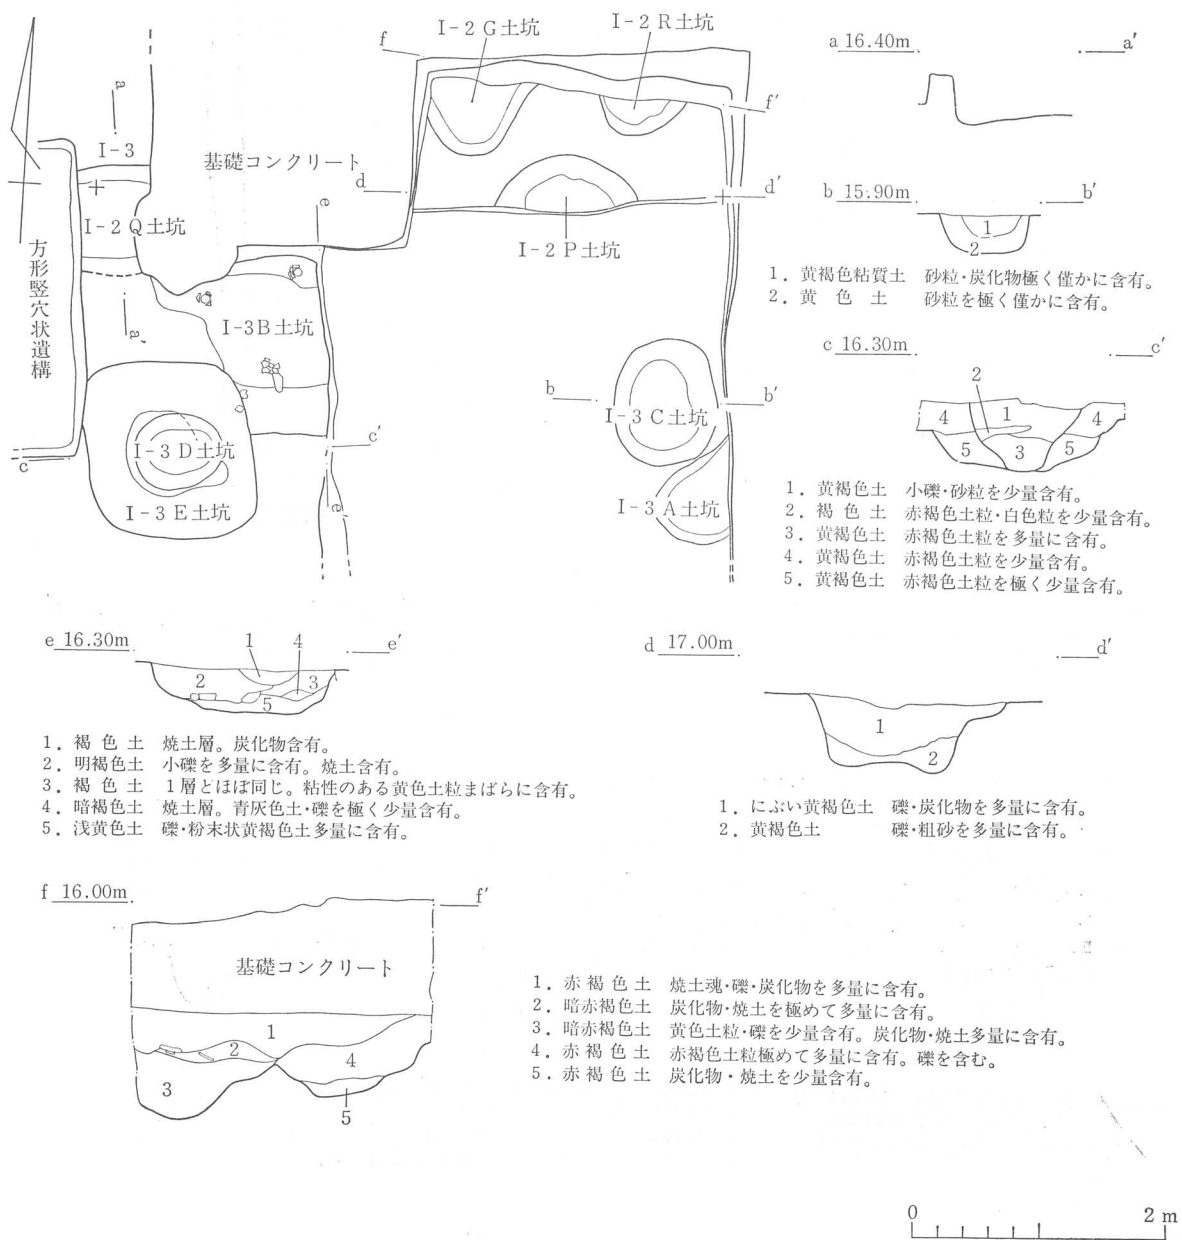 I-2G土坑
I-2R土坑
f
f'
a
I-3
基礎コンクリート
d
d'
e
I-2Q土坑
I-2P土坑
方形竪穴状遺構
a'
I-3B土坑
b
b'
I-3C土坑
c'
I-3D土坑
c
I-3E土坑
e'
I-3A土坑
a 16.40m
a'
b 15.90m
b'
1
2
1. 黄褐色粘質土 砂粒・炭化物極く僅かに含有。
2. 黄色土 砂粒を極く僅かに含有。
c 16.30m
c'
2
4 1 4
5 3 5
1. 黄褐色土 小礫・砂粒を少量含有。
2. 褐色土 赤褐色土粒・白色粒を少量含有。
3. 黄褐色土 赤褐色土粒を多量に含有。
4. 黄褐色土 赤褐色土粒を少量含有。
5. 黄褐色土 赤褐色土粒を極く少量含有。
e 16.30m
e'
1 4
2 3
5
1. 褐色土 焼土層。炭化物含有。
2. 明褐色土 小礫を多量に含有。焼土含有。
3. 褐色土 1層とほぼ同じ。粘性のある黄色土粒まばらに含有。
4. 暗褐色土 焼土層。青灰色土・礫を極く少量含有。
5. 浅黄色土 礫・粉末状黄褐色土多量に含有。
d 17.00m
d'
1
2
1. にぶい黄褐色土 礫・炭化物を多量に含有。
2. 黄褐色土 礫・粗砂を多量に含有。
f 16.00m
f'
基礎コンクリート
1
2 4
3
5
1. 赤褐色土 焼土魂・礫・炭化物を多量に含有。
2. 暗赤褐色土 炭化物・焼土を極めて多量に含有。
3. 暗赤褐色土 黄色土粒・礫を少量含有。炭化物・焼土多量に含有。
4. 赤褐色土 赤褐色土粒極めて多量に含有。礫を含む。
5. 赤褐色土 炭化物・焼土を少量含有。
0 2m